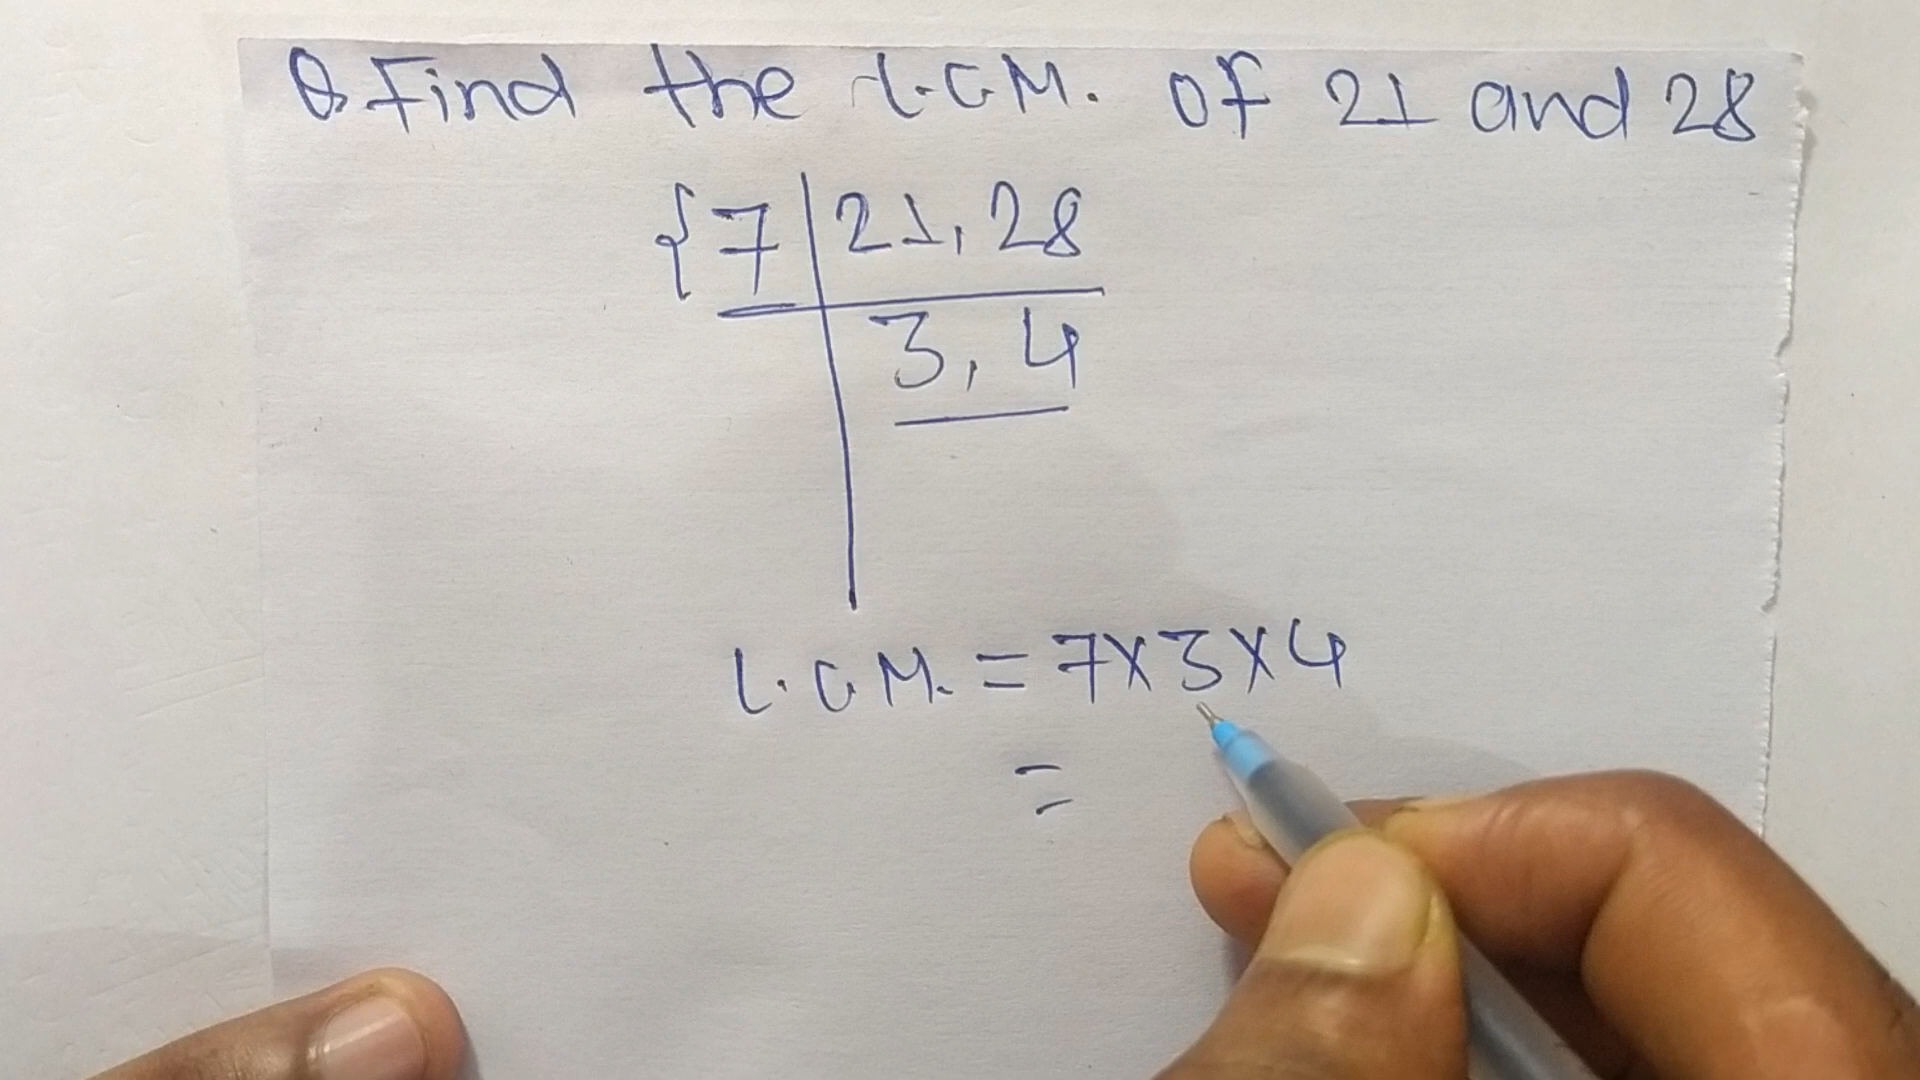 Q. Find the L.C.M. of 21 and 28
{7 | 21, 28
3, 4
L.C.M. = 7×3×4
=